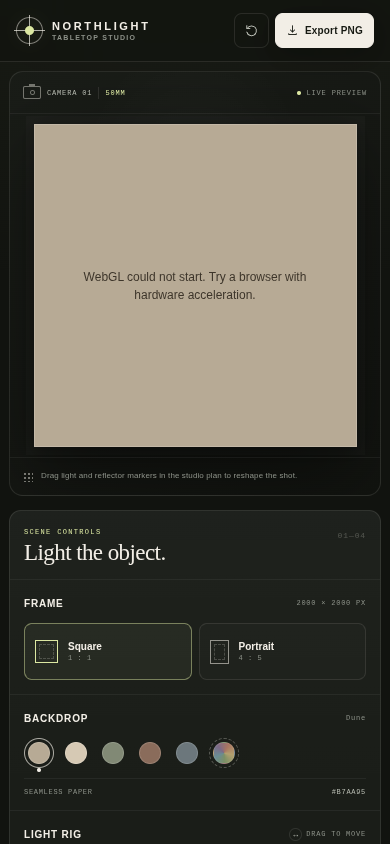 NORTHLIGHT
TABLETOP STUDIO
Export PNG
CAMERA 01 50MM
LIVE PREVIEW
WebGL could not start. Try a browser with
hardware acceleration.
Drag light and reflector markers in the studio plan to reshape the shot.
SCENE CONTROLS
01—04
Light the object.
FRAME
2000 × 2000 PX
Square
1 : 1
Portrait
4 : 5
BACKDROP
Dune
SEAMLESS PAPER
#B7AA95
LIGHT RIG
↔ DRAG TO MOVE